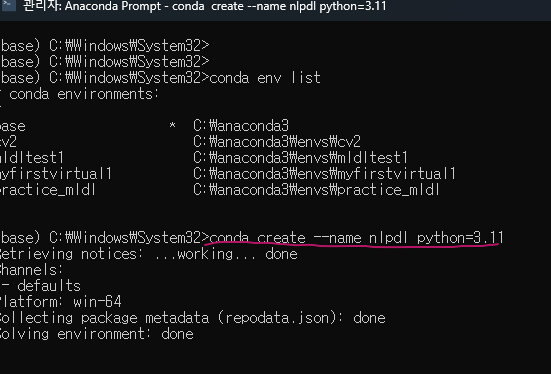 관리자: Anaconda Prompt - conda  create --name nlpdl python=3.11
base) C:\Windows\System32>
base) C:\Windows\System32>
base) C:\Windows\System32>conda env list
conda environments:
base * C:\anaconda3
cv2 C:\anaconda3\envs\cv2
mldltest1 C:\anaconda3\envs\mldltest1
myfirstvirtual1 C:\anaconda3\envs\myfirstvirtual1
practice_mldl C:\anaconda3\envs\practice_mldl
base) C:\Windows\System32>conda create --name nlpdl python=3.11
Retrieving notices: ...working... done
Channels:
- defaults
Platform: win-64
Collecting package metadata (repodata.json): done
Solving environment: done